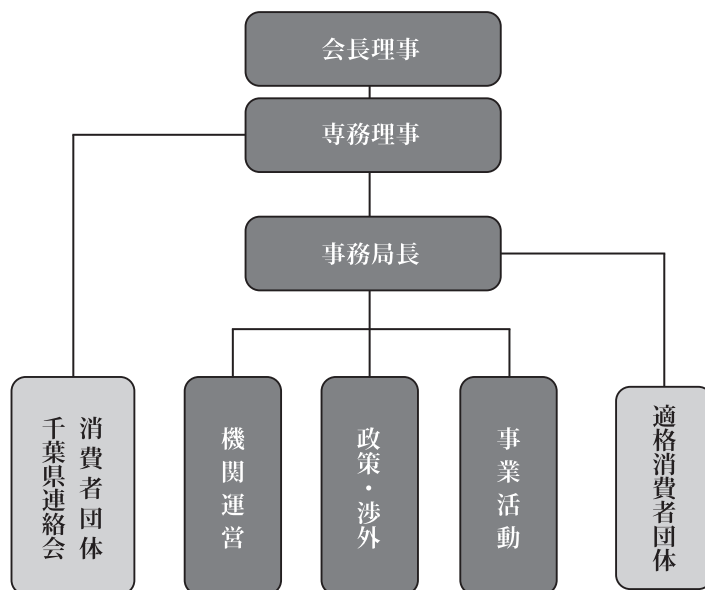 会長理事
専務理事
事務局長
消費者団体
千葉県連絡会
機関運営
政策・渉外
事業活動
適格消費者団体